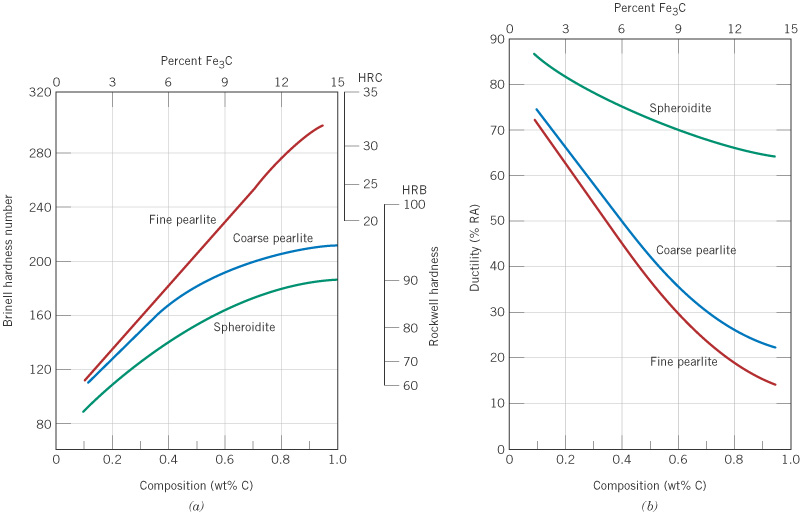 Percent Fe3C
0 3 6 9 12 15
HRC
320
280
240
200
160
120
80
35
30
25
20
HRB
100
90
80
70
60
Brinell hardness number
Rockwell hardness
Fine pearlite
Coarse pearlite
Spheroidite
0 0.2 0.4 0.6 0.8 1.0
Composition (wt% C)
(a)
Percent Fe3C
0 3 6 9 12 15
90
80
70
60
50
40
30
20
10
0
Ductility (% RA)
Spheroidite
Coarse pearlite
Fine pearlite
0 0.2 0.4 0.6 0.8 1.0
Composition (wt% C)
(b)